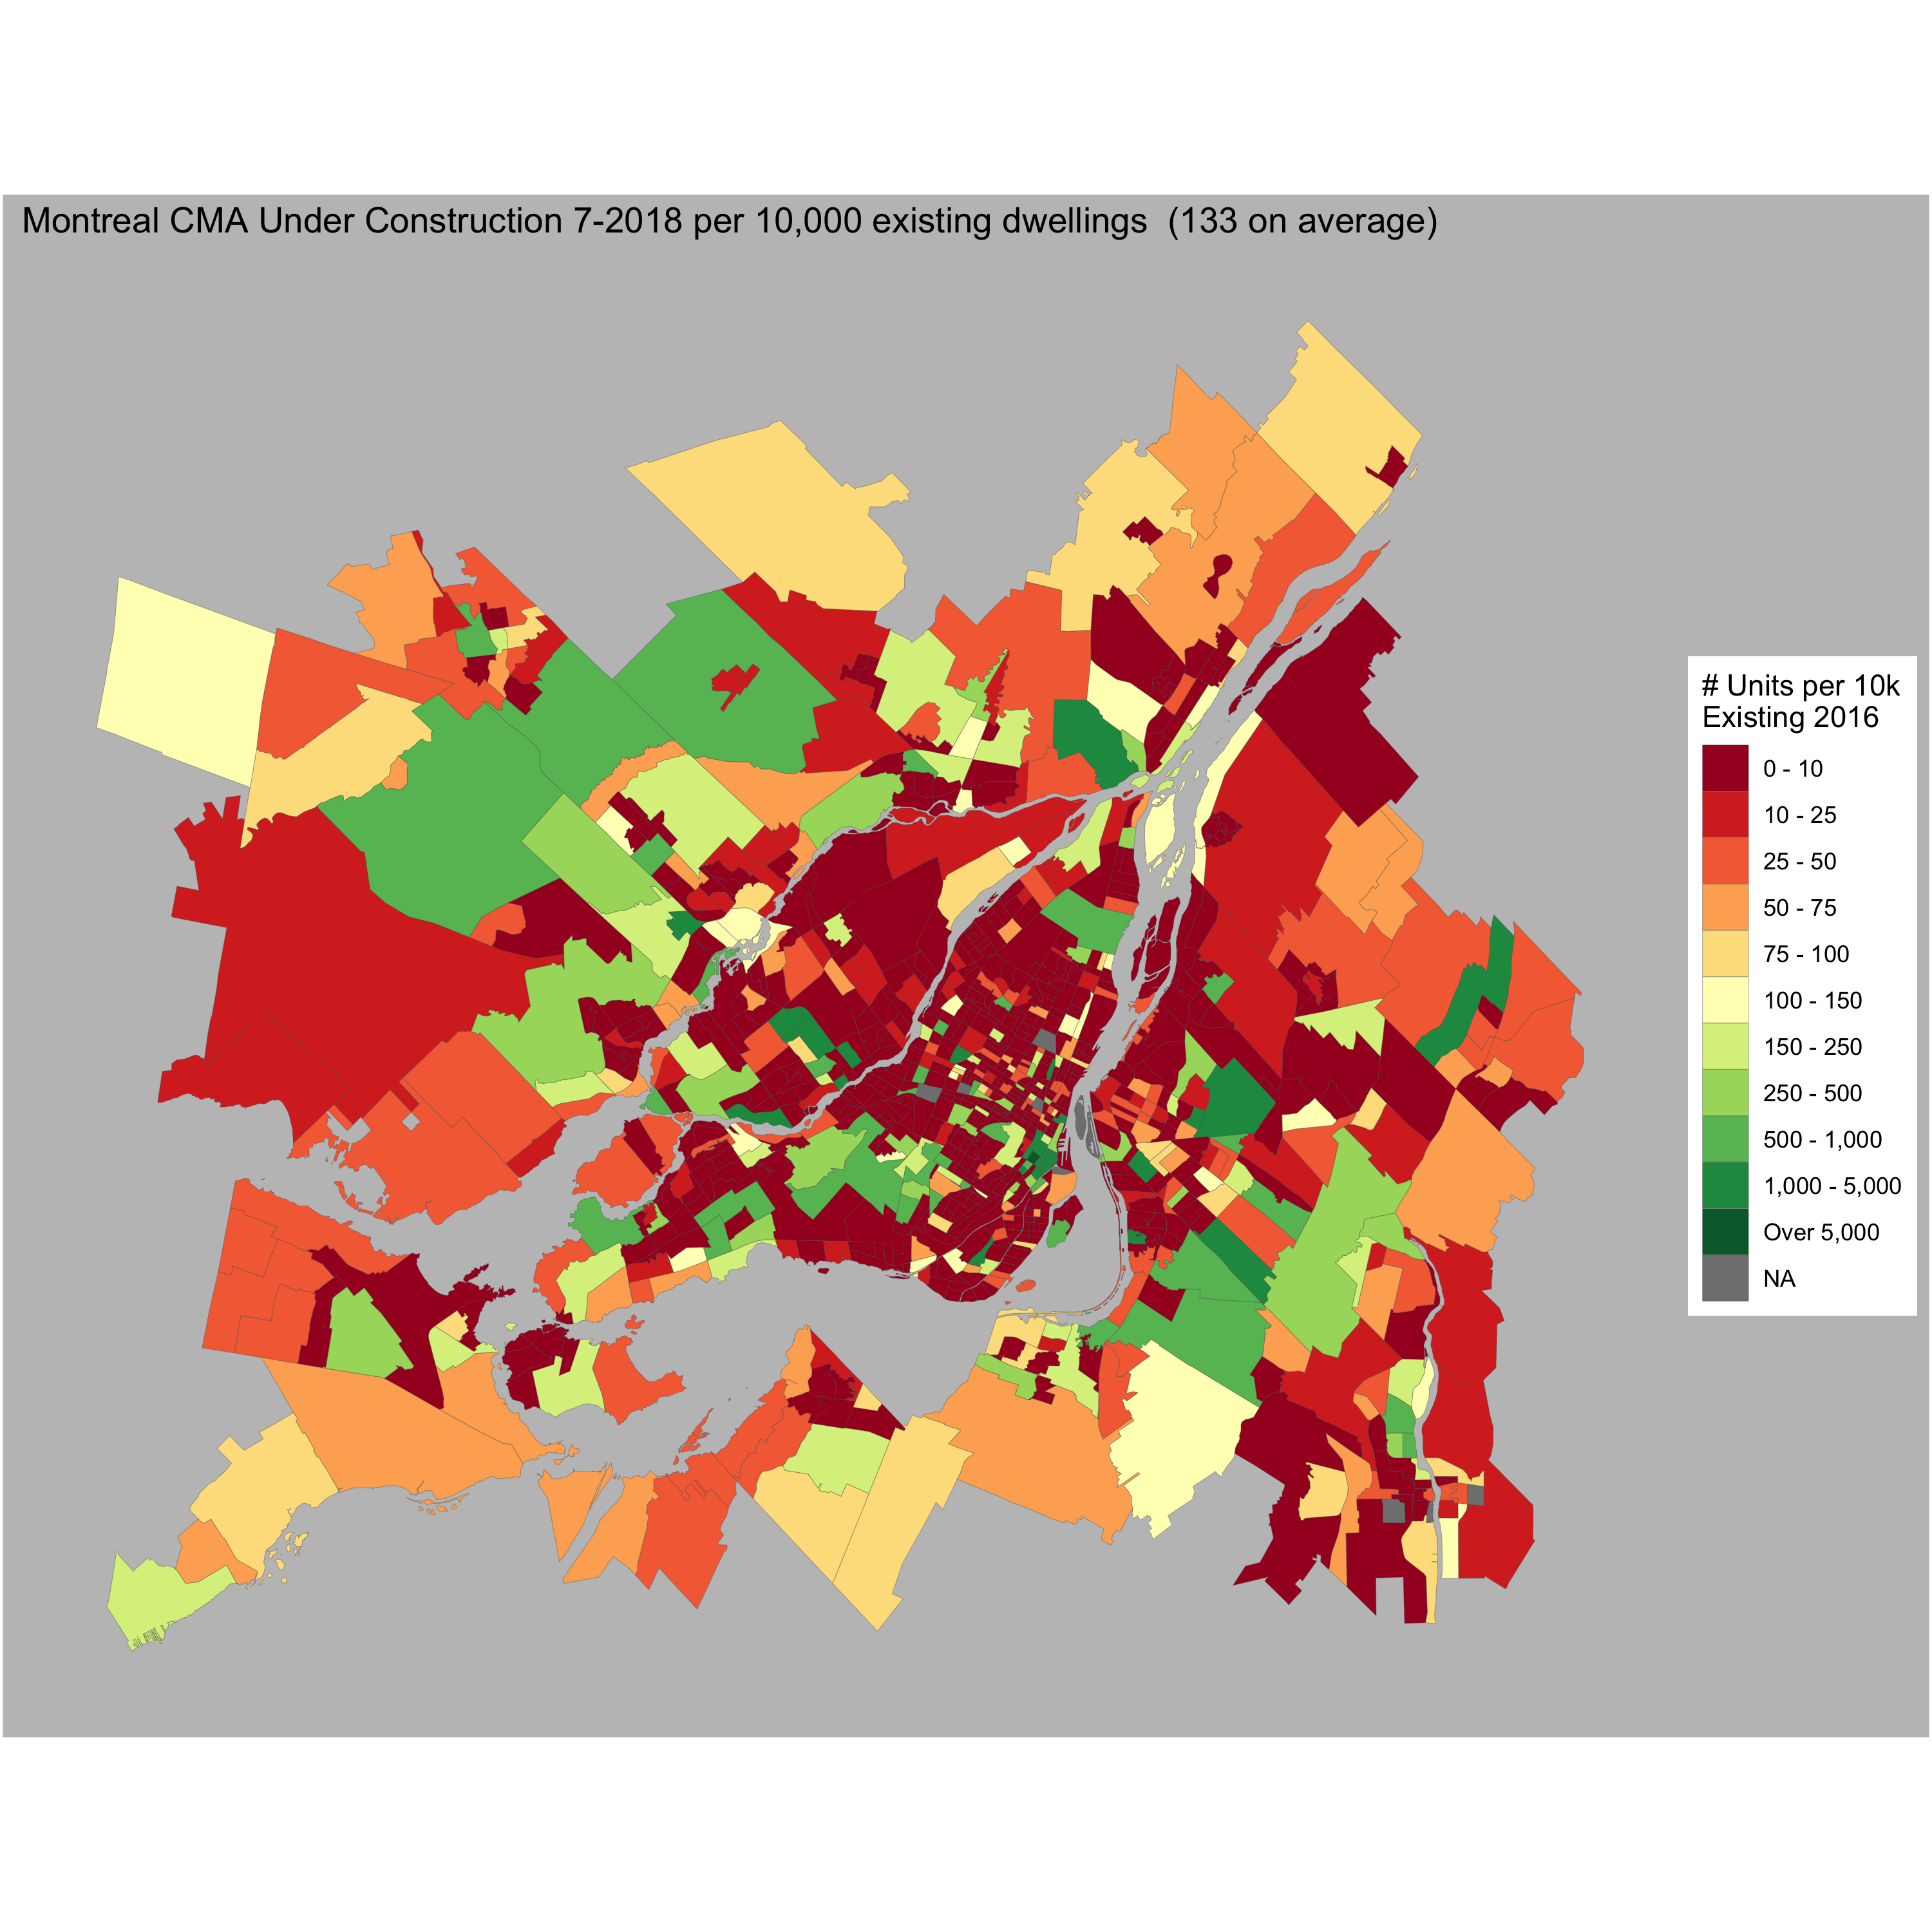 Montreal CMA Under Construction 7-2018 per 10,000 existing dwellings  (133 on average)
# Units per 10k
Existing 2016
0 - 10
10 - 25
25 - 50
50 - 75
75 - 100
100 - 150
150 - 250
250 - 500
500 - 1,000
1,000 - 5,000
Over 5,000
NA